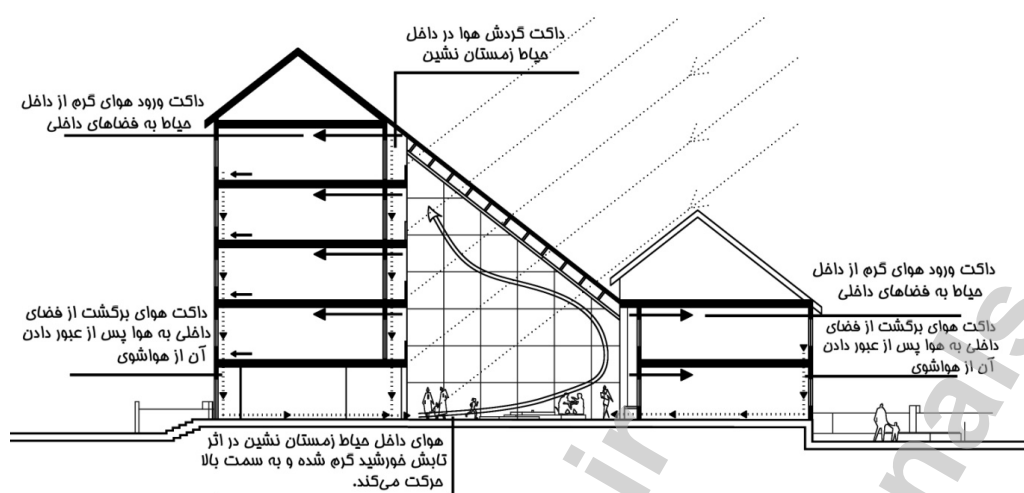 داکت گردش هوا در داخل
حیاط زمستان نشین
داکت ورود هوای گرم از داخل
حیاط به فضاهای داخلی
داکت ورود هوای گرم از داخل
حیاط به فضاهای داخلی
داکت هوای برگشت از فضای
داخلی به هوا پس از عبور دادن
آن از هواشوی
داکت هوای برگشت از فضای
داخلی به هوا پس از عبور دادن
آن از هواشوی
هوای داخل حیاط زمستان نشین در اثر
تابش خورشید گرم شده و به سمت بالا
حرکت می‌کند.